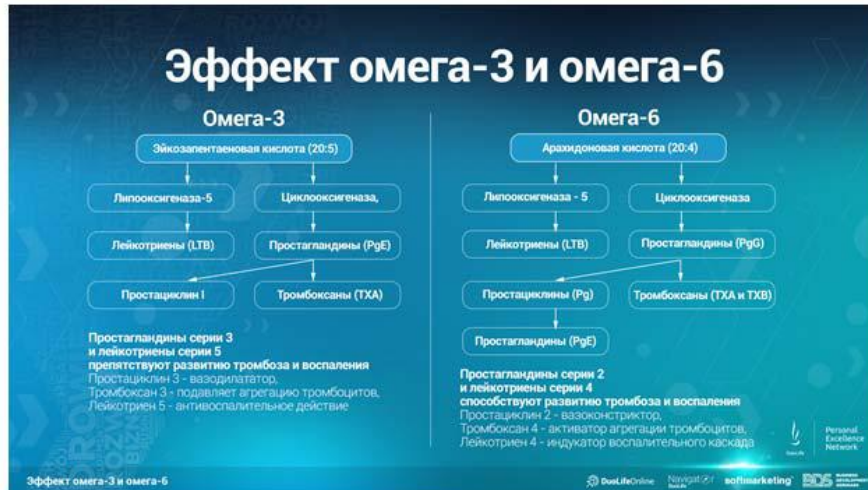 Эффект омега-3 и омега-6
Омега-3
Эйкозапентаеновая кислота (20:5)
Липооксигеназа-5
Циклооксигеназа,
Лейкотриены (LTB)
Простагландины (PgE)
Простациклин I
Тромбоксаны (TXA)
Простагландины серии 3
и лейкотриены серии 5
препятствуют развитию тромбоза и воспаления
Простациклин 3 - вазодилататор,
Тромбоксан 3 - подавляет агрегацию тромбоцитов,
Лейкотриен 5 - антивоспалительное действие
Омега-6
Арахидоновая кислота (20:4)
Липооксигеназа - 5
Циклооксигеназа
Лейкотриены (LTB)
Простагландины (PgG)
Простациклины (Pg)
Тромбоксаны (TXA и TXB)
Простагландины (PgE)
Простагландины серии 2
и лейкотриены серии 4
способствуют развитию тромбоза и воспаления
Простациклин 2 - вазоконстриктор,
Тромбоксан 4 - активатор агрегации тромбоцитов,
Лейкотриен 4 - индукатор воспалительного каскада
DuoLife
Personal
Excellence
Network
Эффект омега-3 и омега-6
DuoLifeOnline
Navigator
DuoLife
softmarketing
BDS